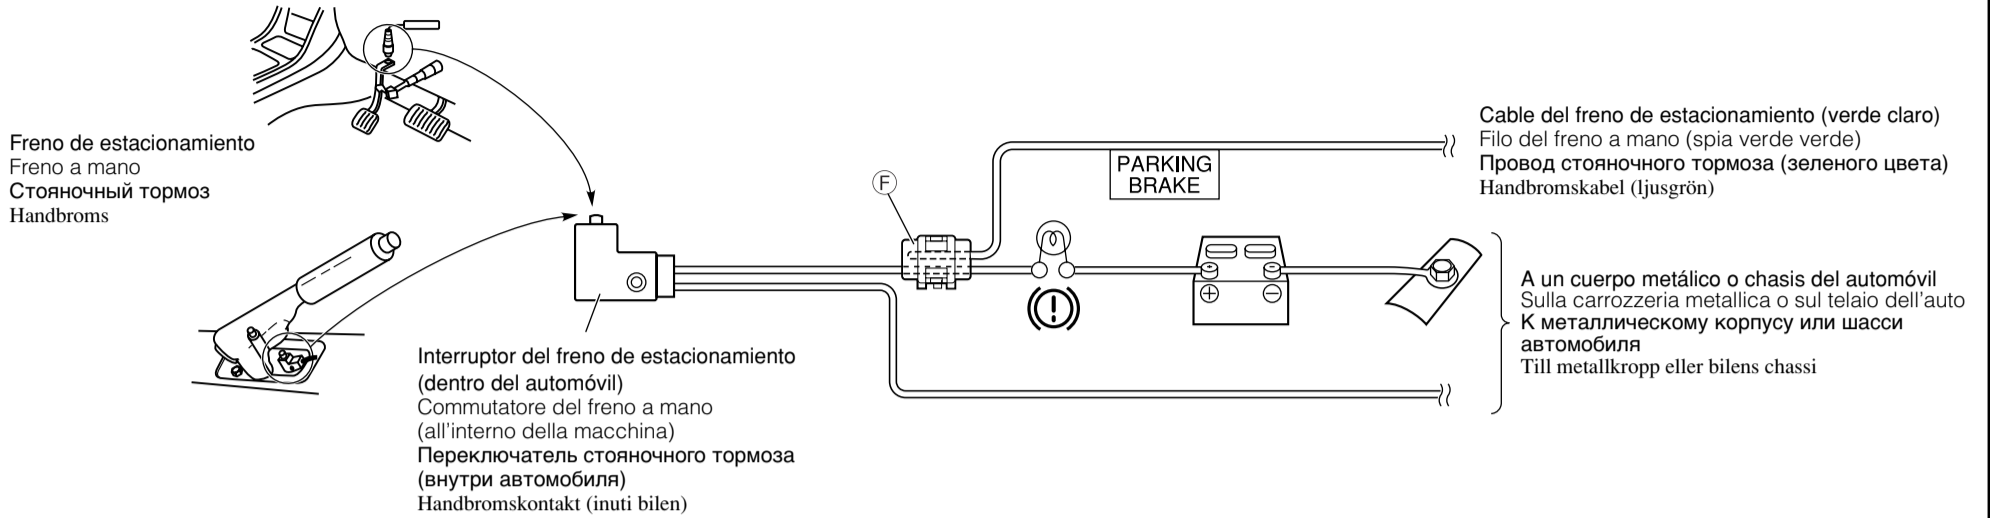 Freno de estacionamiento
Freno a mano
Стояночный тормоз
Handbroms
Interruptor del freno de estacionamiento
(dentro del automóvil)
Commutatore del freno a mano
(all'interno della macchina)
Переключатель стояночного тормоза
(внутри автомобиля)
Handbromskontakt (inuti bilen)
F
PARKING
BRAKE
Cable del freno de estacionamiento (verde claro)
Filo del freno a mano (spia verde verde)
Провод стояночного тормоза (зеленого цвета)
Handbromskabel (ljusgrön)
(!)
+ −
A un cuerpo metálico o chasis del automóvil
Sulla carrozzeria metallica o sul telaio dell'auto
К металлическому корпусу или шасси
автомобиля
Till metallkropp eller bilens chassi